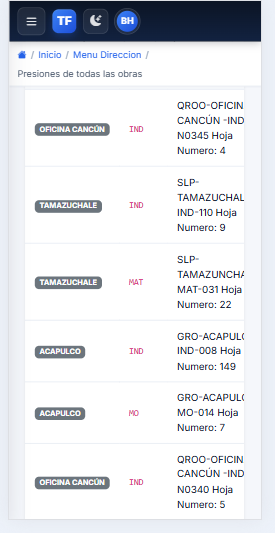 TF
BH
/ Inicio / Menu Direccion /
Presiones de todas las obras
OFICINA CANCÚN
IND
QROO-OFICIN
CANCÚN -IND
N0345 Hoja
Numero: 4
TAMAZUCHALE
IND
SLP-
TAMAZUCHAL
IND-110 Hoja
Numero: 9
TAMAZUCHALE
MAT
SLP-
TAMAZUNCHA
MAT-031 Hoja
Numero: 22
ACAPULCO
IND
GRO-ACAPULC
IND-008 Hoja
Numero: 149
ACAPULCO
MO
GRO-ACAPULC
MO-014 Hoja
Numero: 7
OFICINA CANCÚN
IND
QROO-OFICIN
CANCÚN -IND
N0340 Hoja
Numero: 5